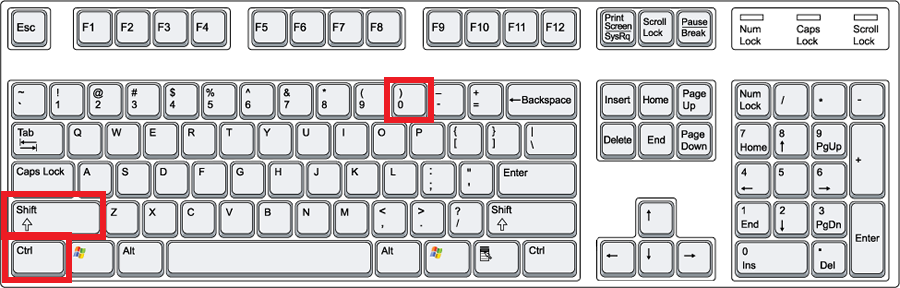 Esc F1 F2 F3 F4 F5 F6 F7 F8 F9 F10 F11 F12 Print Screen SysRq Scroll Lock Pause Break Num Lock Caps Lock Scroll Lock
~ ` ! 1 @ 2 # 3 $ 4 % 5 ^ 6 & 7 * 8 ( 9 ) 0 – - + = ←Backspace Insert Home Page Up Num Lock / * -
Tab Q W E R T Y U I O P { [ } ] | \ Delete End Page Down 7 Home 8 ↑ 9 PgUp +
Caps Lock A S D F G H J K L : ; " , Enter 4 ← 5 6 →
Shift ⇧ Z X C V B N M < , > . ? / Shift ⇧ ↑ 1 End 2 ↓ 3 PgDn Enter
Ctrl Alt Alt Ctrl ← ↓ → 0 Ins . Del